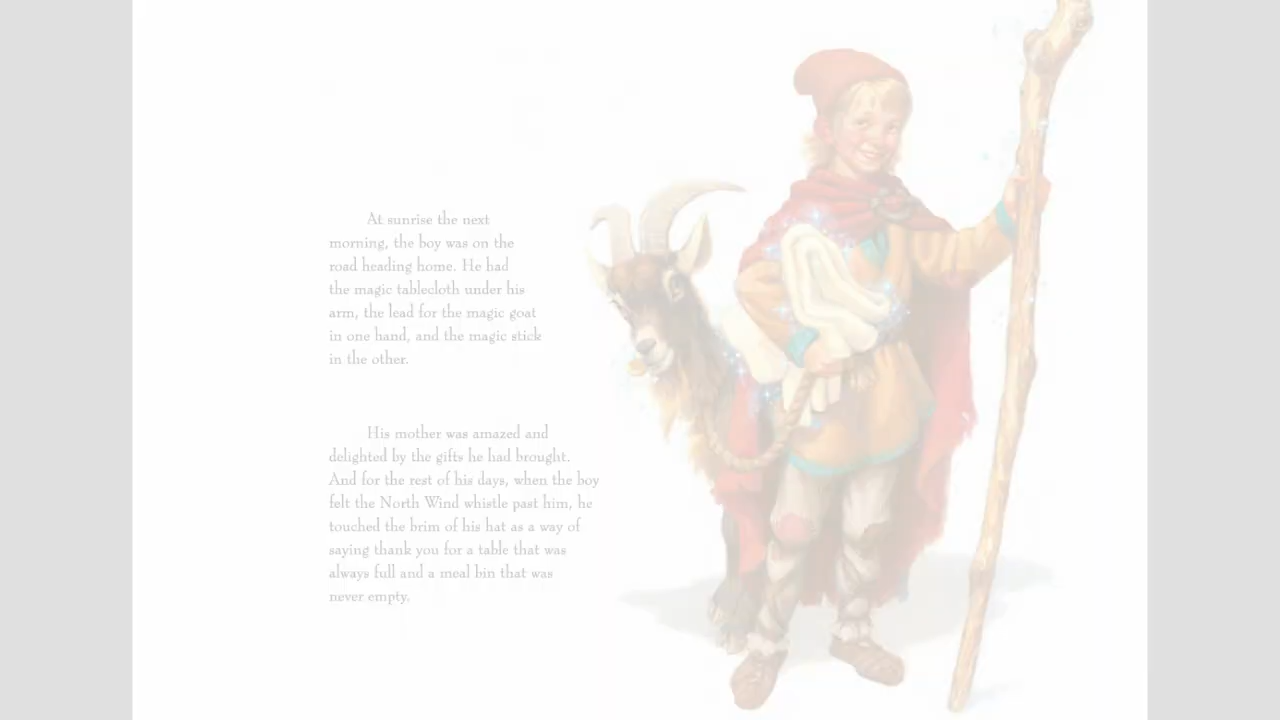 At sunrise the next
morning, the boy was on the
road heading home. He had
the magic tablecloth under his
arm, the lead for the magic goat
in one hand, and the magic stick
in the other.
His mother was amazed and
delighted by the gifts he had brought.
And for the rest of his days, when the boy
felt the North Wind whistle past him, he
touched the brim of his hat as a way of
saying thank you for a table that was
always full and a meal bin that was
never empty.